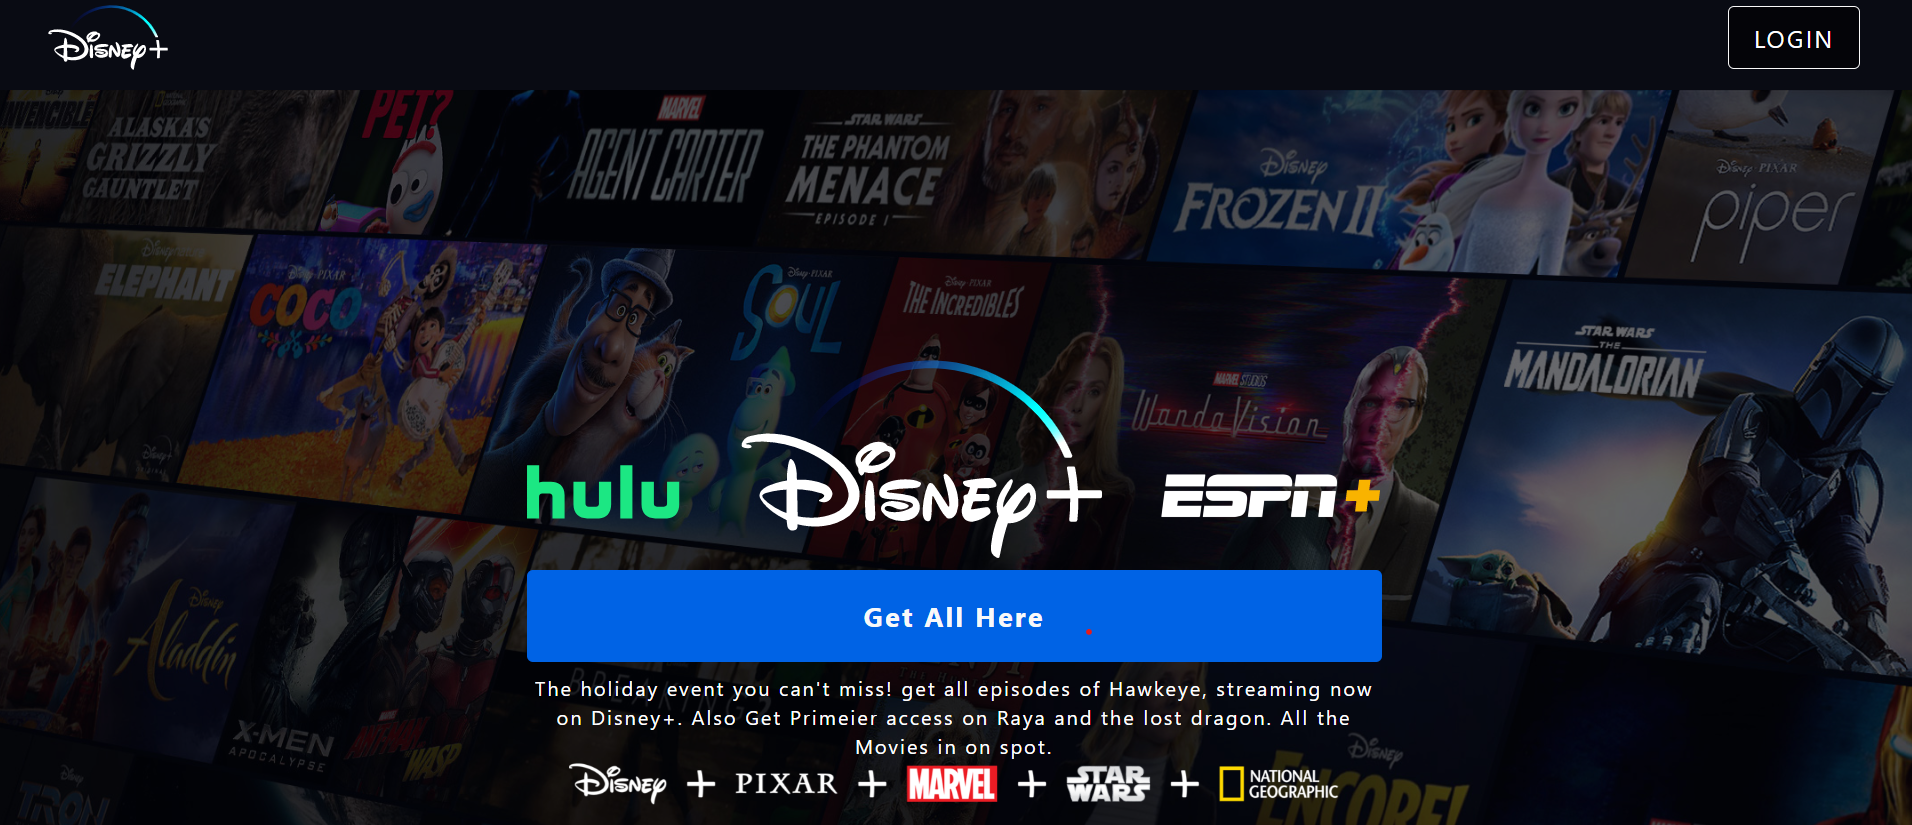 Disney+
LOGIN
INVINCIBLE
ALASKA'S
GRIZZLY
GAUNTLET
PET?
MARVEL
AGENT CARTER
STAR WARS
THE PHANTOM
MENACE
EPISODE I
Disney
FROZEN II
Disney · PIXAR
piper
ELEPHANT
Disney · PIXAR
COCO
Disney · PIXAR
SOUL
Disney · PIXAR
THE INCREDIBLES
MARVEL STUDIOS
WandaVision
STAR WARS
THE
MANDALORIAN
hulu
Disney+
ESPN+
Get All Here
The holiday event you can't miss! get all episodes of Hawkeye, streaming now
on Disney+. Also Get Primeier access on Raya and the lost dragon. All the
Movies in on spot.
Disney
Aladdin
X-MEN
APOCALYPSE
ANT-MAN
WASP
Disney
TRON
Disney
ENCORE!
Disney + PIXAR + MARVEL + STAR WARS + NATIONAL GEOGRAPHIC